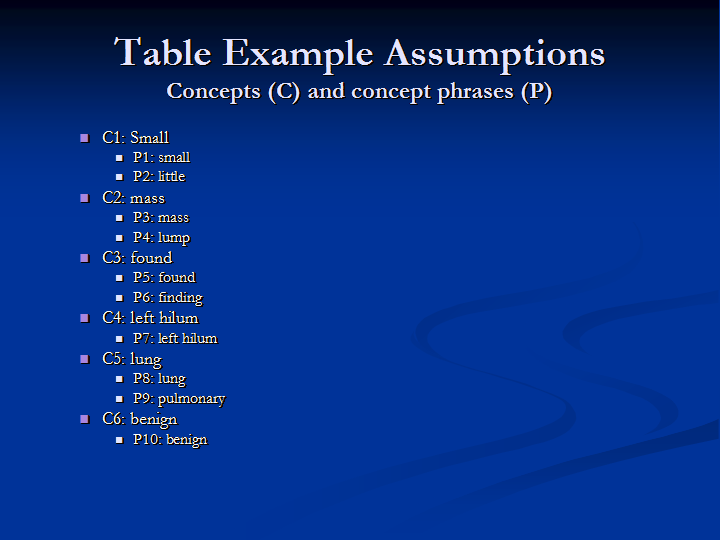 Table Example Assumptions
Concepts (C) and concept phrases (P)
C1: Small
P1: small
P2: little
C2: mass
P3: mass
P4: lump
C3: found
P5: found
P6: finding
C4: left hilum
P7: left hilum
C5: lung
P8: lung
P9: pulmonary
C6: benign
P10: benign